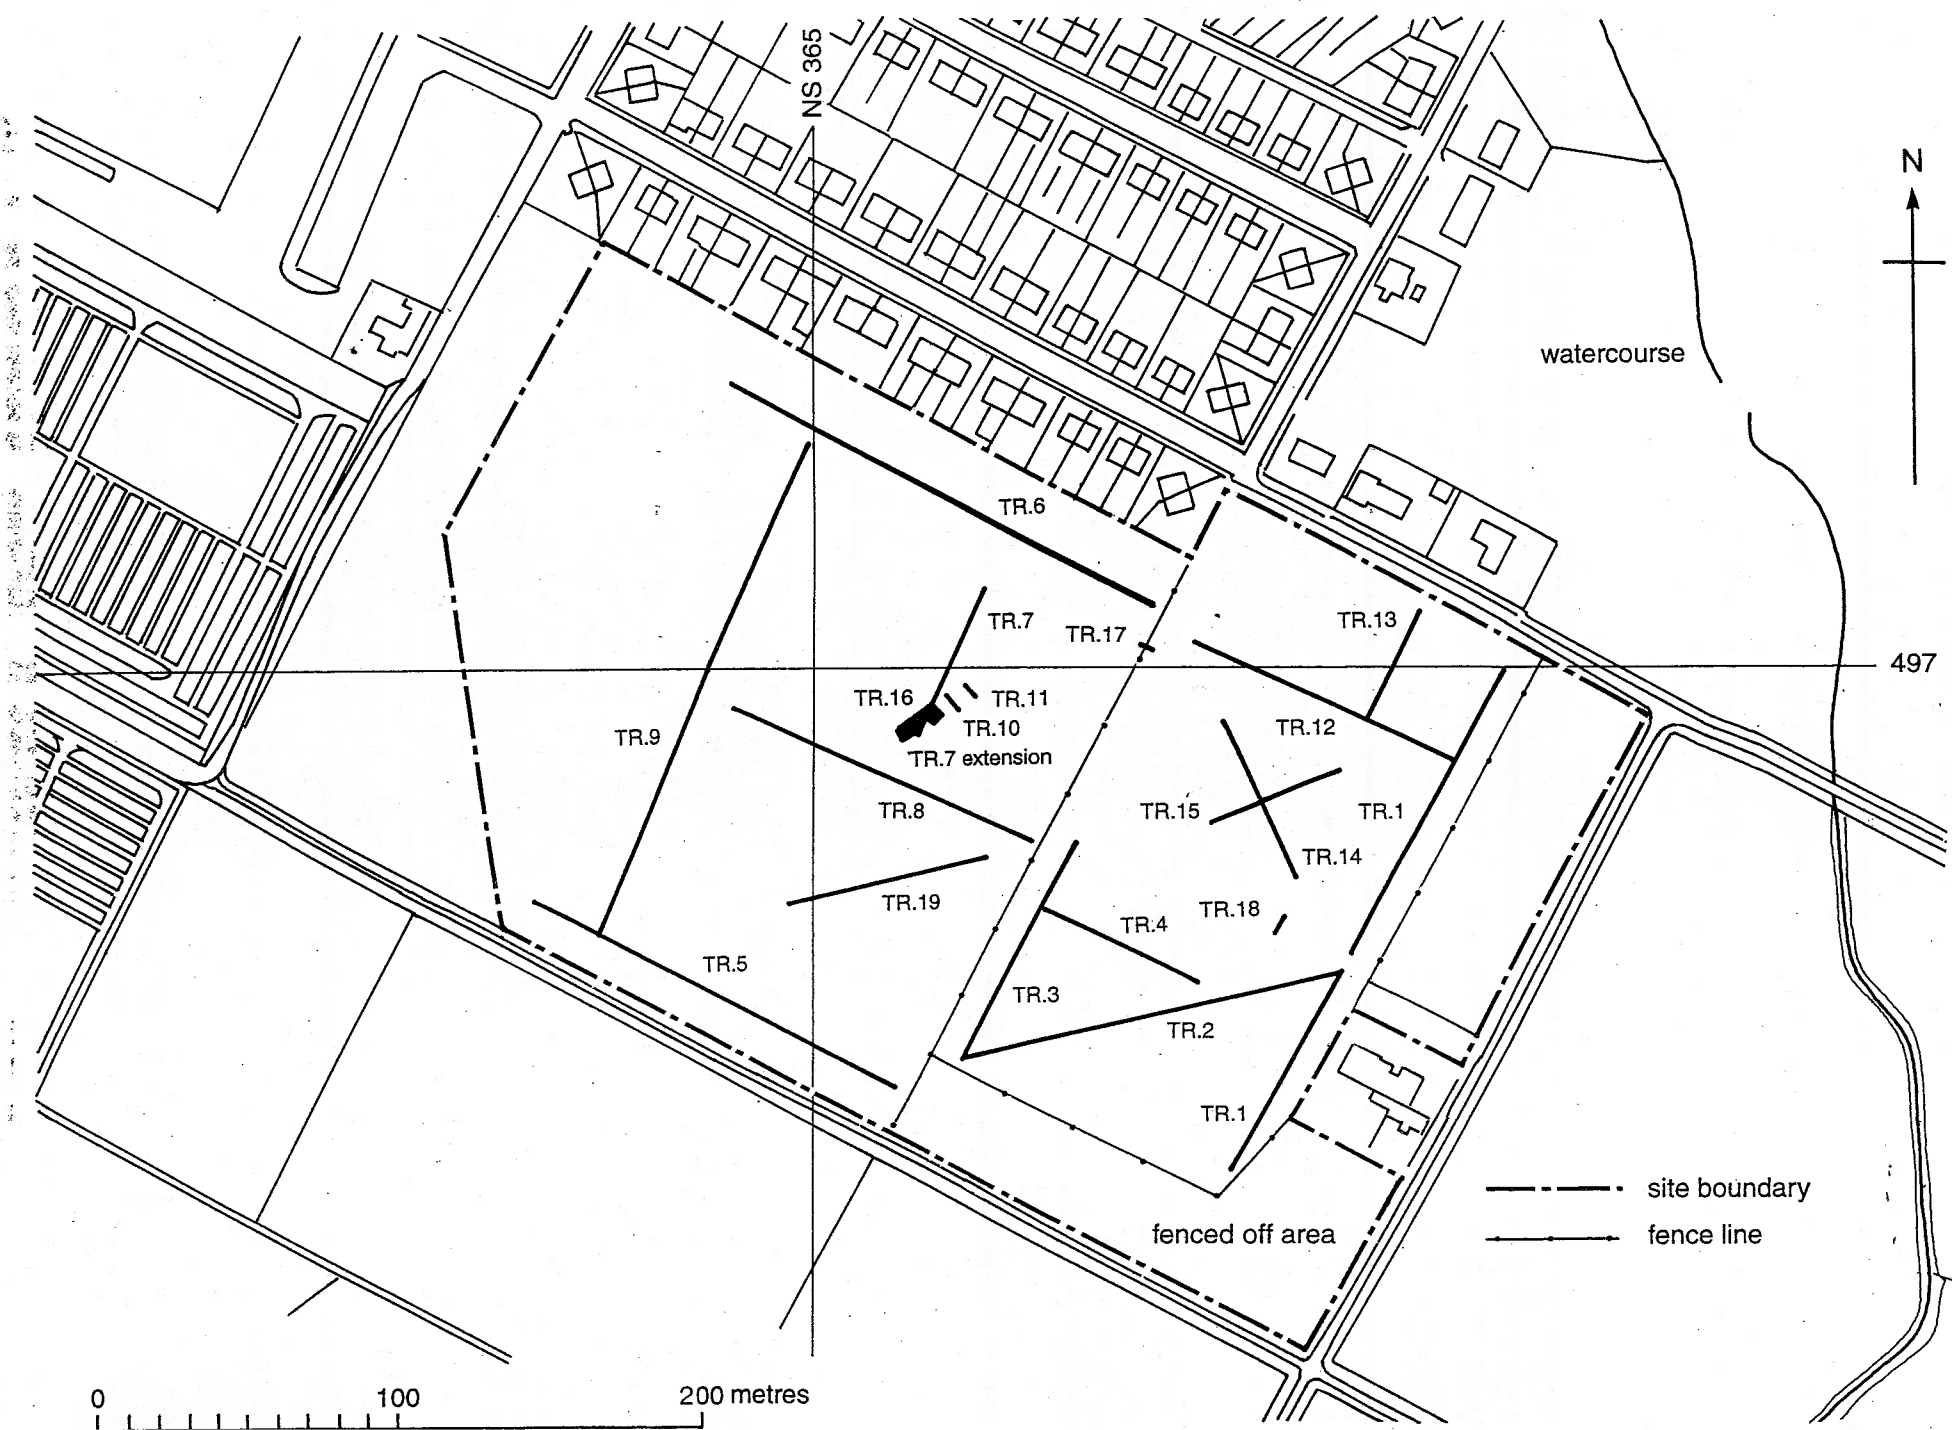 NS 365
N
watercourse
TR.6
TR.7
TR.17
TR.13
497
TR.16
TR.11
TR.10
TR.9
TR.7 extension
TR.12
TR.8
TR.15
TR.1
TR.14
TR.19
TR.18
TR.4
TR.5
TR.3
TR.2
TR.1
site boundary
fenced off area
fence line
0 100 200 metres